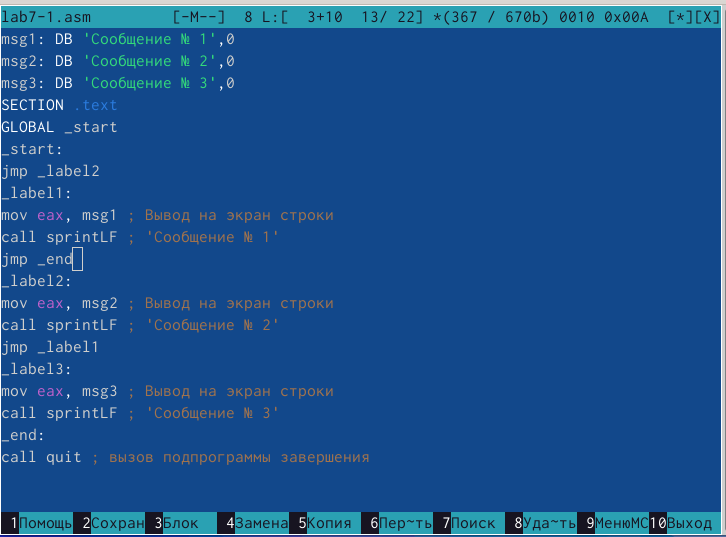 lab7-1.asm [-M--] 8 L:[ 3+10 13/ 22] *(367 / 670b) 0010 0x00A [*][X]
msg1: DB 'Сообщение № 1',0
msg2: DB 'Сообщение № 2',0
msg3: DB 'Сообщение № 3',0
SECTION .text
GLOBAL _start
_start:
jmp _label2
_label1:
mov eax, msg1 ; Вывод на экран строки
call sprintLF ; 'Сообщение № 1'
jmp _end
_label2:
mov eax, msg2 ; Вывод на экран строки
call sprintLF ; 'Сообщение № 2'
jmp _label1
_label3:
mov eax, msg3 ; Вывод на экран строки
call sprintLF ; 'Сообщение № 3'
_end:
call quit ; вызов подпрограммы завершения
1Помощь 2Сохран 3Блок 4Замена 5Копия 6Пер~ть 7Поиск 8Уда~ть 9МенюMC 10Выход